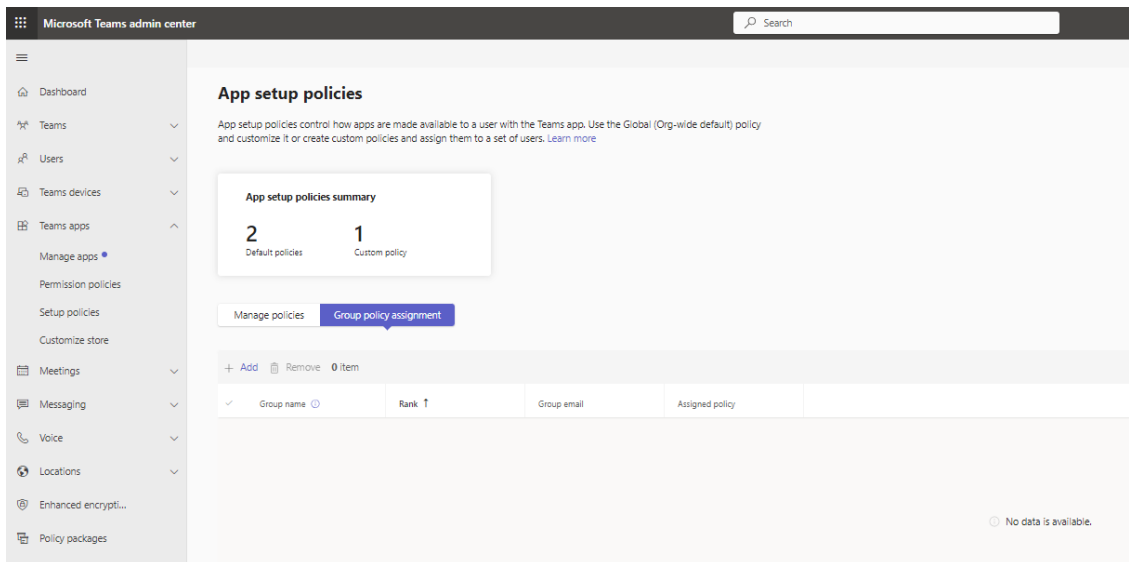 Microsoft Teams admin center
Search
Dashboard
Teams
Users
Teams devices
Teams apps
Manage apps
Permission policies
Setup policies
Customize store
Meetings
Messaging
Voice
Locations
Enhanced encrypti...
Policy packages
App setup policies
App setup policies control how apps are made available to a user with the Teams app. Use the Global (Org-wide default) policy
and customize it or create custom policies and assign them to a set of users. Learn more
App setup policies summary
2 1
Default policies Custom policy
Manage policies Group policy assignment
+ Add Remove 0 item
Group name Rank ↑ Group email Assigned policy
No data is available.